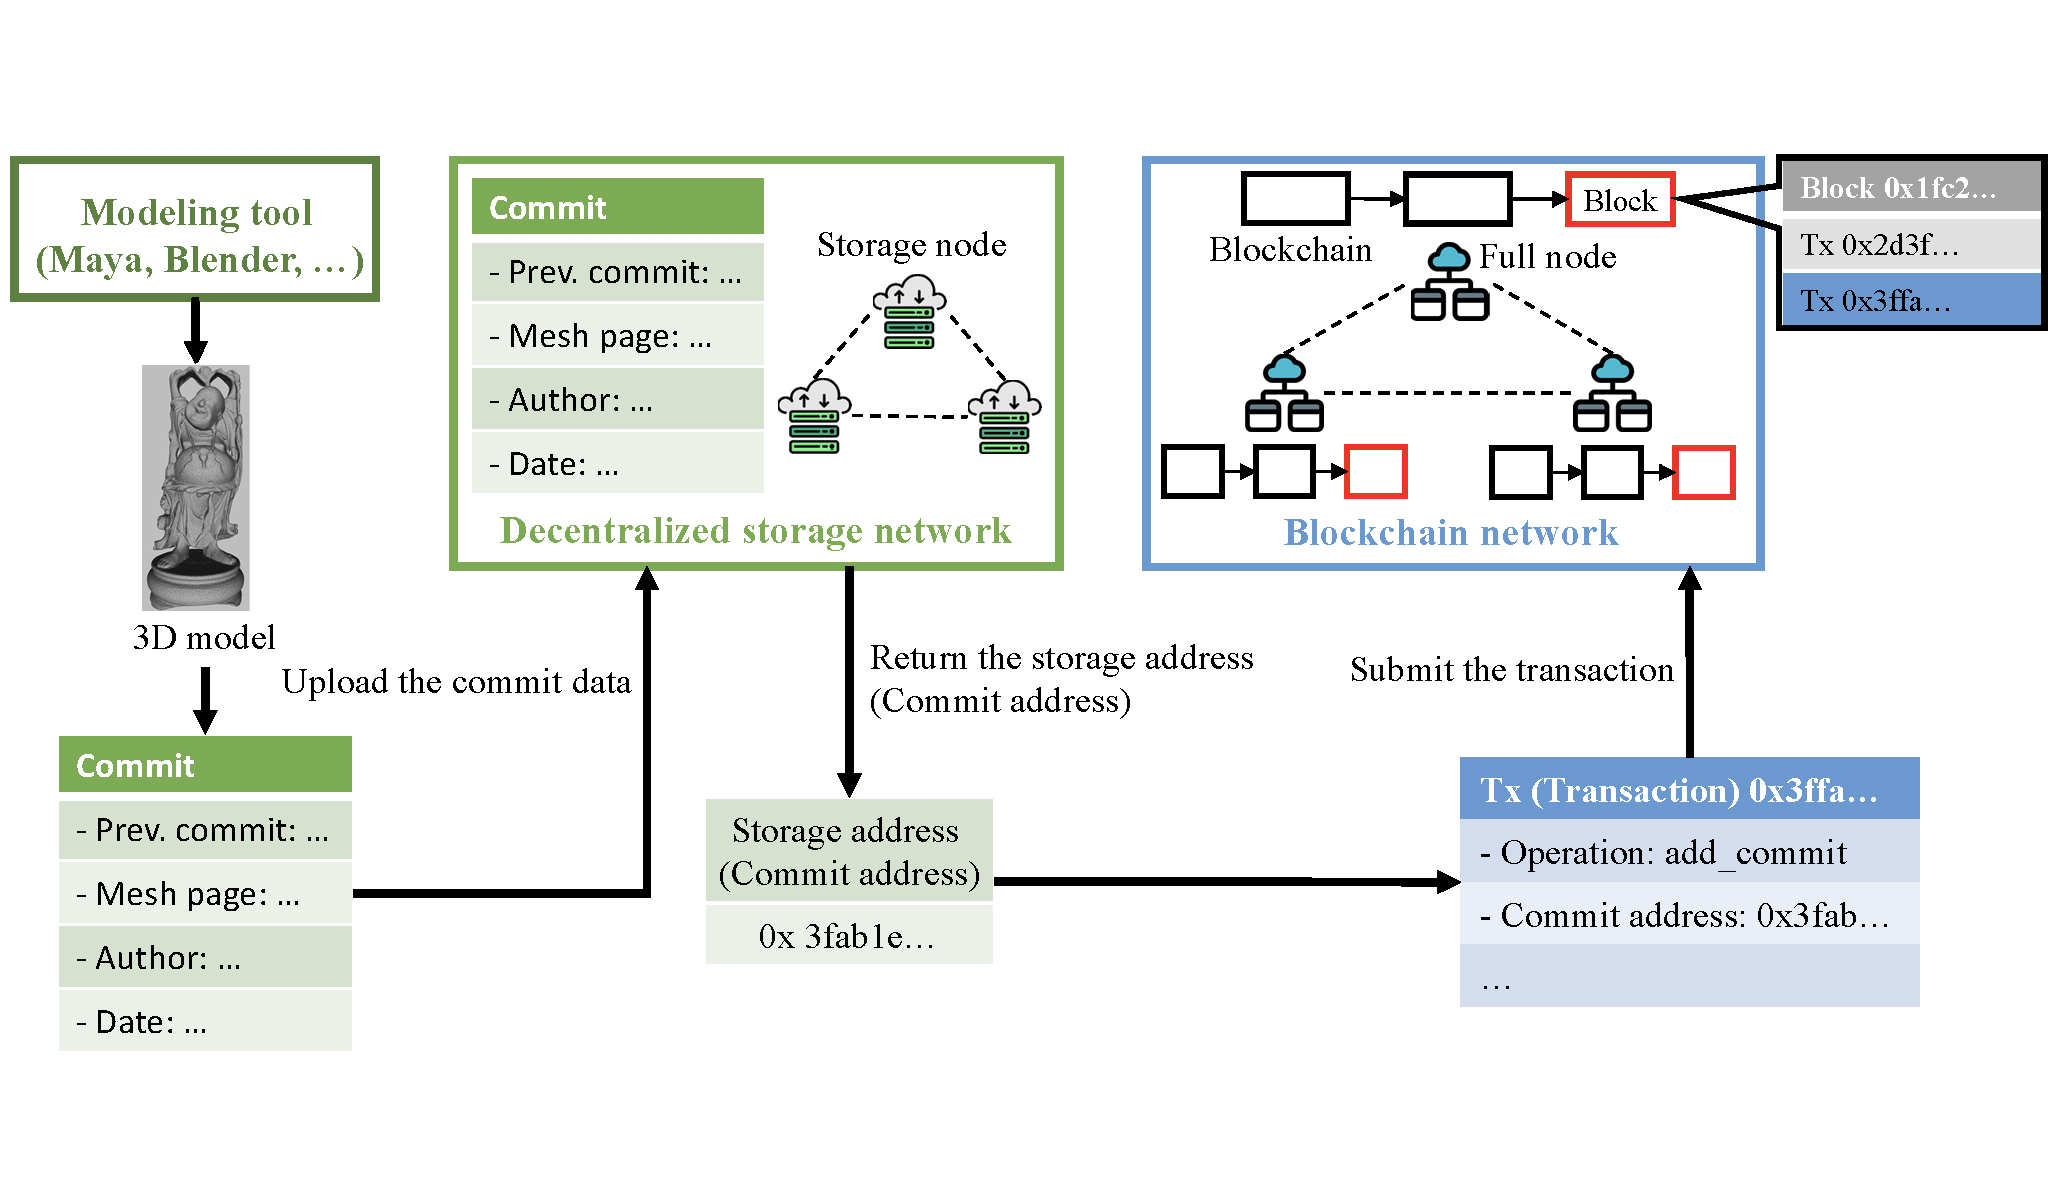 Modeling tool
(Maya, Blender, …)
3D model
Commit
- Prev. commit: …
- Mesh page: …
- Author: …
- Date: …
Upload the commit data
Commit
- Prev. commit: …
- Mesh page: …
- Author: …
- Date: …
Storage node
Decentralized storage network
Return the storage address
(Commit address)
Storage address
(Commit address)
0x 3fab1e…
Block
Blockchain
Full node
Blockchain network
Block 0x1fc2…
Tx 0x2d3f…
Tx 0x3ffa…
Submit the transaction
Tx (Transaction) 0x3ffa…
- Operation: add_commit
- Commit address: 0x3fab…
…